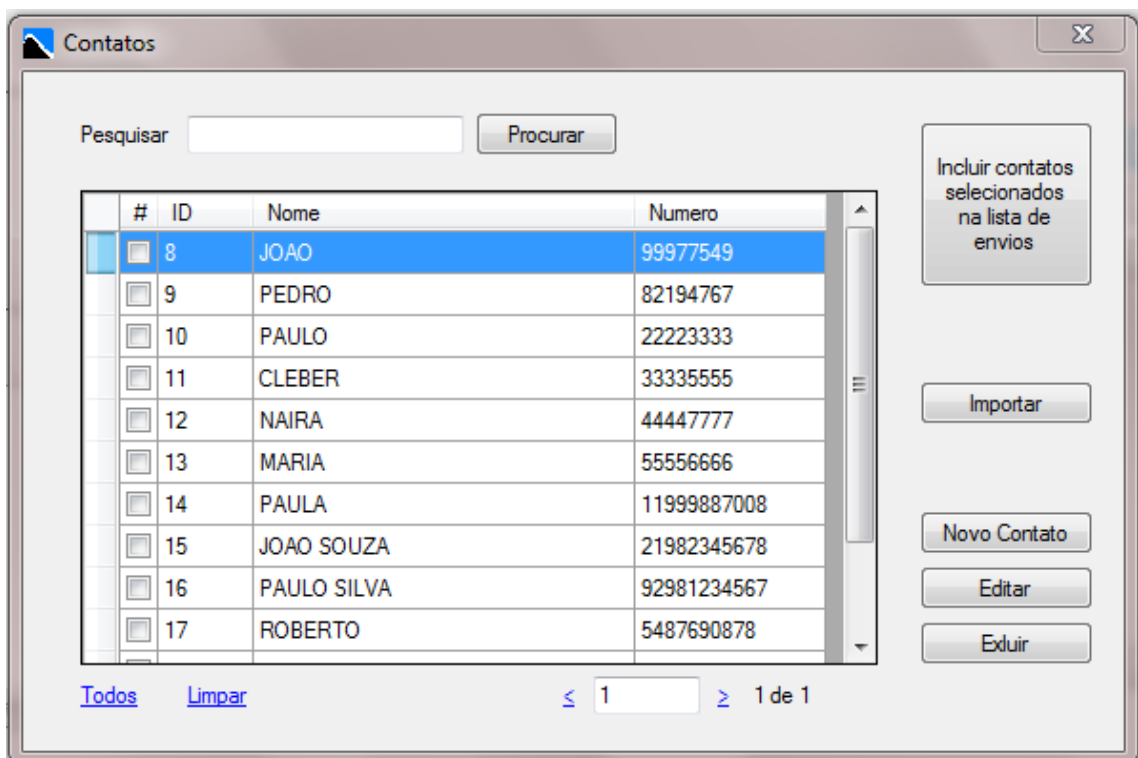 Contatos
Pesquisar Procurar
Incluir contatos
selecionados
na lista de
envios
# ID Nome Numero
8 JOAO 99977549
9 PEDRO 82194767
10 PAULO 22223333
11 CLEBER 33335555
12 NAIRA 44447777
13 MARIA 55556666
14 PAULA 11999887008
15 JOAO SOUZA 21982345678
16 PAULO SILVA 92981234567
17 ROBERTO 5487690878
Importar
Novo Contato
Editar
Exluir
Todos Limpar < 1 > 1 de 1